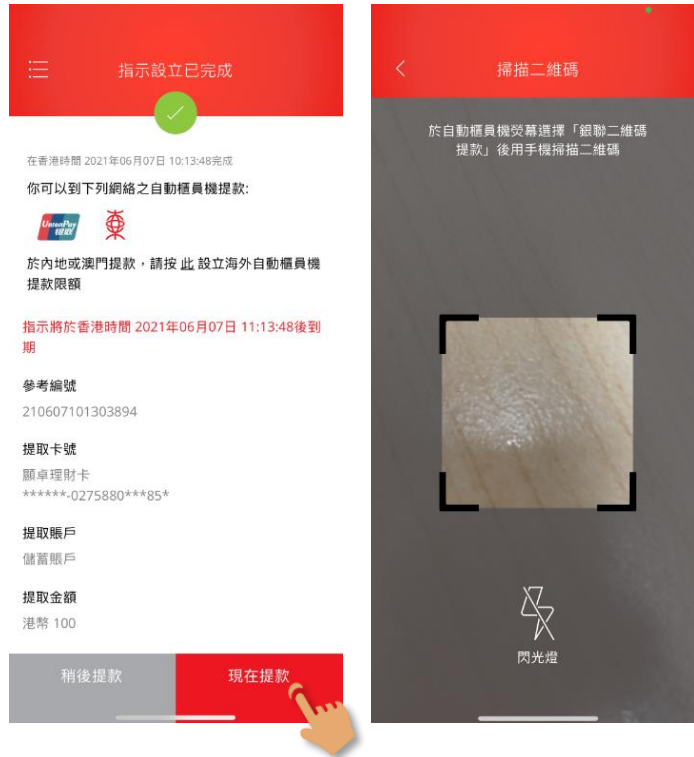 指示設立已完成
在香港時間 2021年06月07日 10:13:48完成
你可以到下列網絡之自動櫃員機提款:
UnionPay
银联
於內地或澳門提款，請按 此 設立海外自動櫃員機
提款限額
指示將於香港時間 2021年06月07日 11:13:48後到
期
參考編號
210607101303894
提取卡號
顯卓理財卡
******-0275880***85*
提取賬戶
儲蓄賬戶
提取金額
港幣 100
稍後提款
現在提款
掃描二維碼
於自動櫃員機熒幕選擇「銀聯二維碼
提款」後用手機掃描二維碼
閃光燈